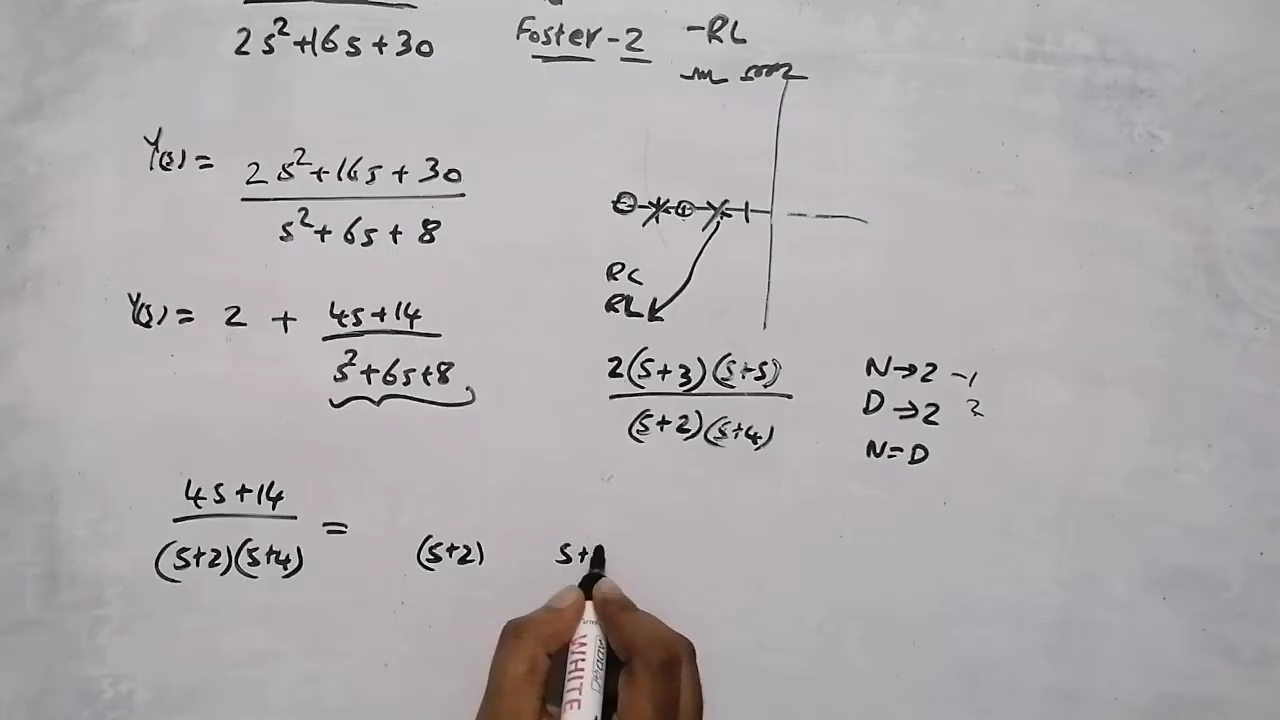 2s²+16s+30
Foster-2 -RL
Y(s) = 2s²+16s+30
s²+6s+8
RC
RL
Y(s) = 2 + 4s+14
s²+6s+8
2(s+3)(s+5)
(s+2)(s+4)
N→2 -1
D→2 2
N=D
4s+14
(s+2)(s+4) =
(s+2) s+
WHITE